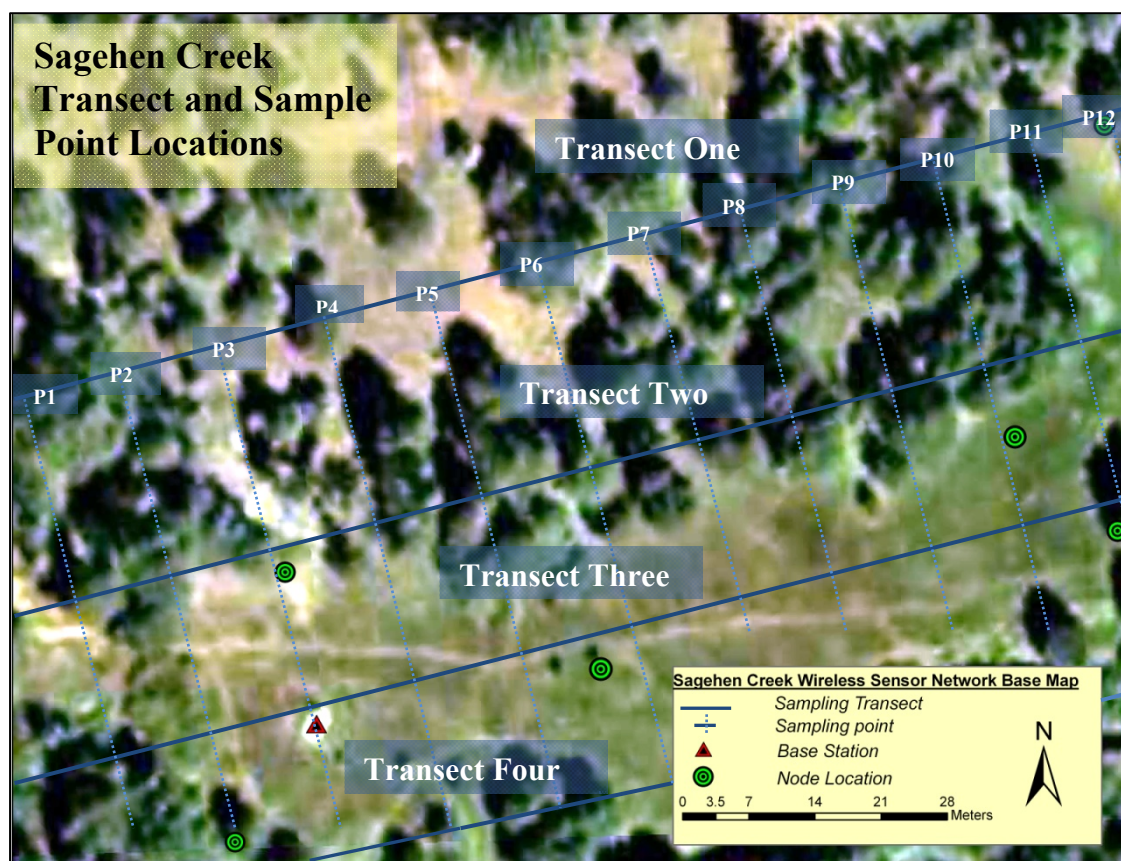 Sagehen Creek
Transect and Sample
Point Locations
Transect One
P12
P11
P10
P9
P8
P7
P6
P5
P4
P3
P2
P1
Transect Two
Transect Three
Transect Four
Sagehen Creek Wireless Sensor Network Base Map
Sampling Transect
Sampling point
Base Station
Node Location
N
0 3.5 7 14 21 28
Meters